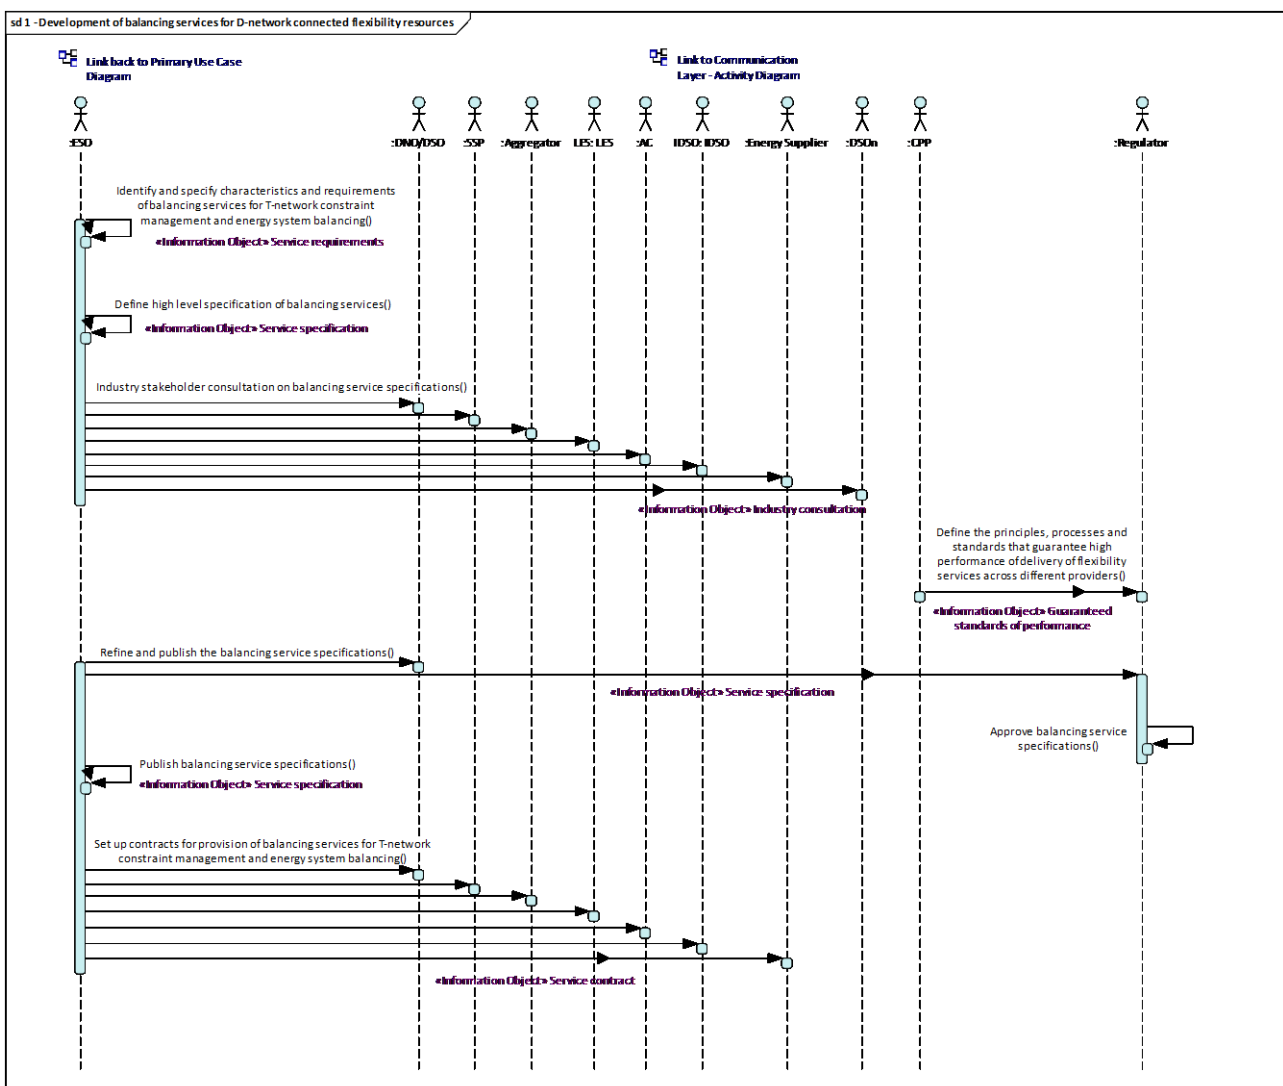 sd 1 - Development of balancing services for D-network connected flexibility resources
Link back to Primary Use Case
Diagram
Link to Communication
Layer - Activity Diagram
:ESO
:DNO/DSO
:SSP
:Aggregator
LES: LES
:AC
IDSO: IDSO
:Energy Supplier
:DSOn
:CPP
:Regulator
Identify and specify characteristics and requirements
of balancing services for T-network constraint
management and energy system balancing()
«Information Object» Service requirements
Define high level specification of balancing services()
«Information Object» Service specification
Industry stakeholder consultation on balancing service specifications()
«Information Object» Industry consultation
Define the principles, processes and
standards that guarantee high
performance of delivery of flexibility
services across different providers()
«Information Object» Guaranteed
standards of performance
Refine and publish the balancing service specifications()
«Information Object» Service specification
Approve balancing service
specifications()
Publish balancing service specifications()
«Information Object» Service specification
Set up contracts for provision of balancing services for T-network
constraint management and energy system balancing()
«Information Object» Service contract